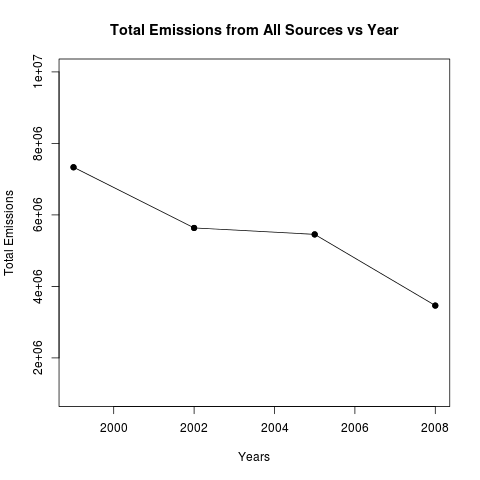 Total Emissions from All Sources vs Year
Total Emissions
1e+07
8e+06
6e+06
4e+06
2e+06
2000 2002 2004 2006 2008
Years